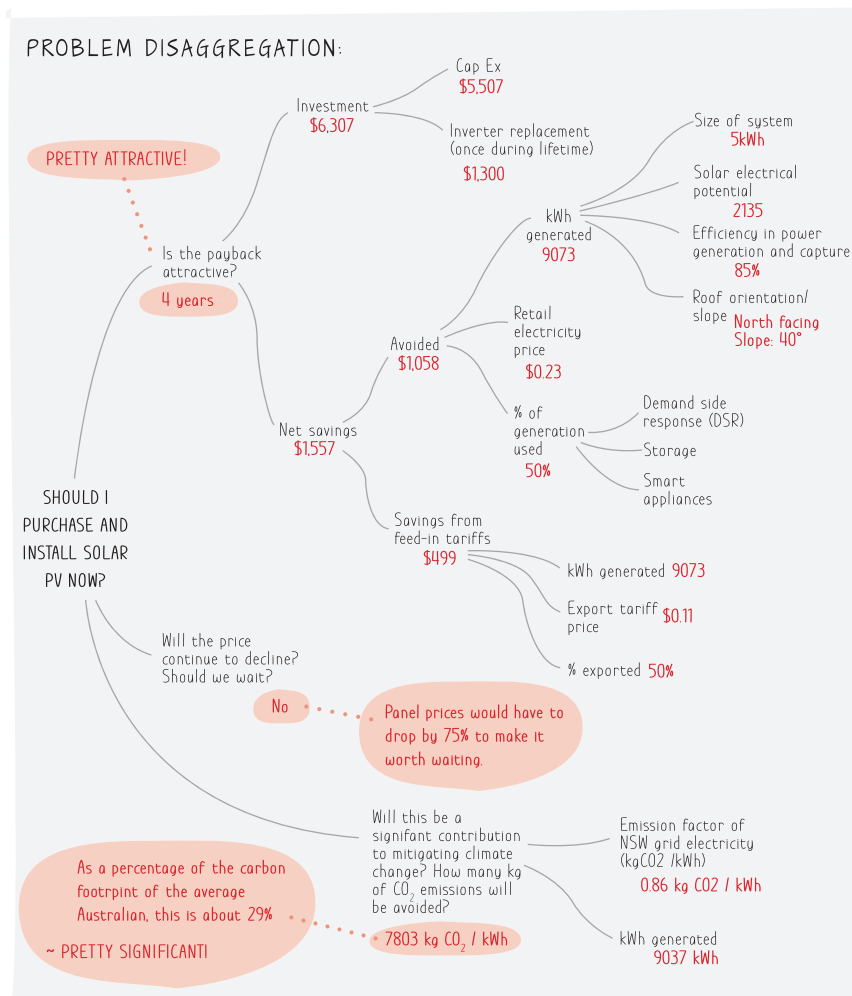 PROBLEM DISAGGREGATION:
Cap Ex
$5,507
Investment
$6,307
Inverter replacement
(once during lifetime)
$1,300
Size of system
5kWh
Solar electrical
potential
2135
Efficiency in power
generation and capture
85%
Roof orientation/
slope
North facing
Slope: 40°
kWh
generated
9073
PRETTY ATTRACTIVE!
Is the payback
attractive?
4 years
Retail
electricity
price
$0.23
Avoided
$1,058
% of
generation
used
50%
Demand side
response (DSR)
Storage
Smart
appliances
Net savings
$1,557
Savings from
feed-in tariffs
$499
kWh generated 9073
Export tariff
price
$0.11
% exported 50%
SHOULD I
PURCHASE AND
INSTALL SOLAR
PV NOW?
Will the price
continue to decline?
Should we wait?
No
Panel prices would have to
drop by 75% to make it
worth waiting.
Will this be a
signifant contribution
to mitigating climate
change? How many kg
of CO2 emissions will
be avoided?
7803 kg CO2 / kWh
Emission factor of
NSW grid electricity
(kgCO2 /kWh)
0.86 kg CO2 / kWh
kWh generated
9037 kWh
As a percentage of the carbon
footrpint of the average
Australian, this is about 29%
~ PRETTY SIGNIFICANTI